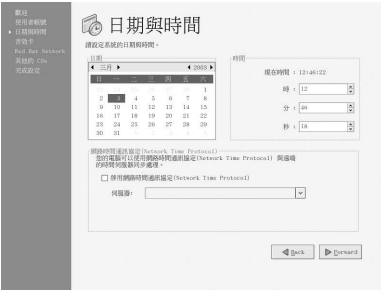 歡迎
使用者帳號
日期與時間
音效卡
Red Hat Network
其他的 CDs
完成設定
日期與時間
請設定系統的日期與時間。
日期
三月 2003
日 一 二 三 四 五 六
1
2 3 4 5 6 7 8
9 10 11 12 13 14 15
16 17 18 19 20 21 22
23 24 25 26 27 28 29
30 31
時間
現在時間 : 12:46:22
時 : 12
分 : 46
秒 : 18
網路時間通訊協定(Network Time Protocol)
您的電腦可以使用網路時間通訊協定(Network Time Protocol) 與遠端
的時間伺服器同步處理。
使用網路時間通訊協定(Network Time Protocol)
伺服器:
Back
Forward